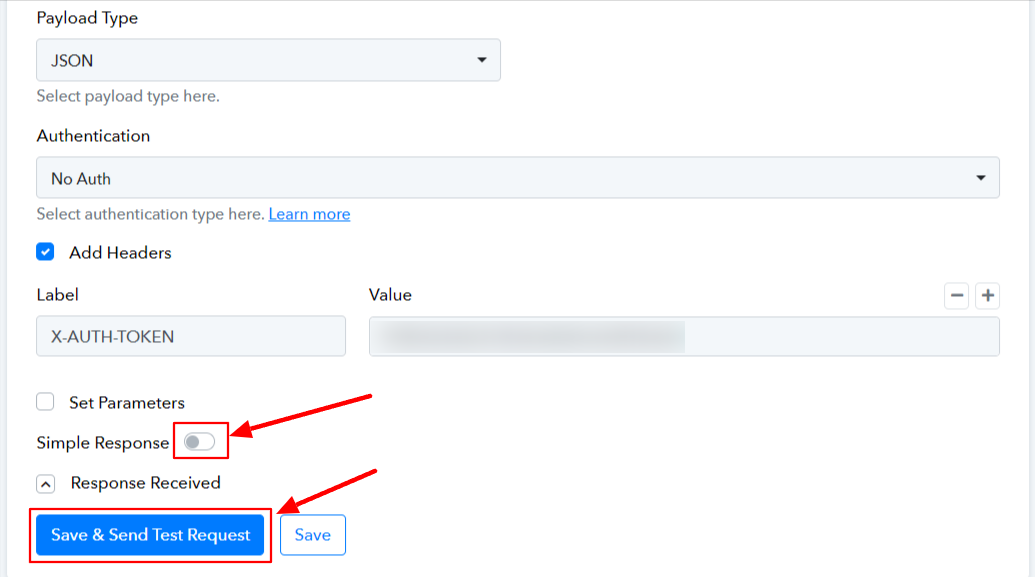 Payload Type
JSON
Select payload type here.
Authentication
No Auth
Select authentication type here. Learn more
Add Headers
Label Value
X-AUTH-TOKEN
Set Parameters
Simple Response
Response Received
Save & Send Test Request Save